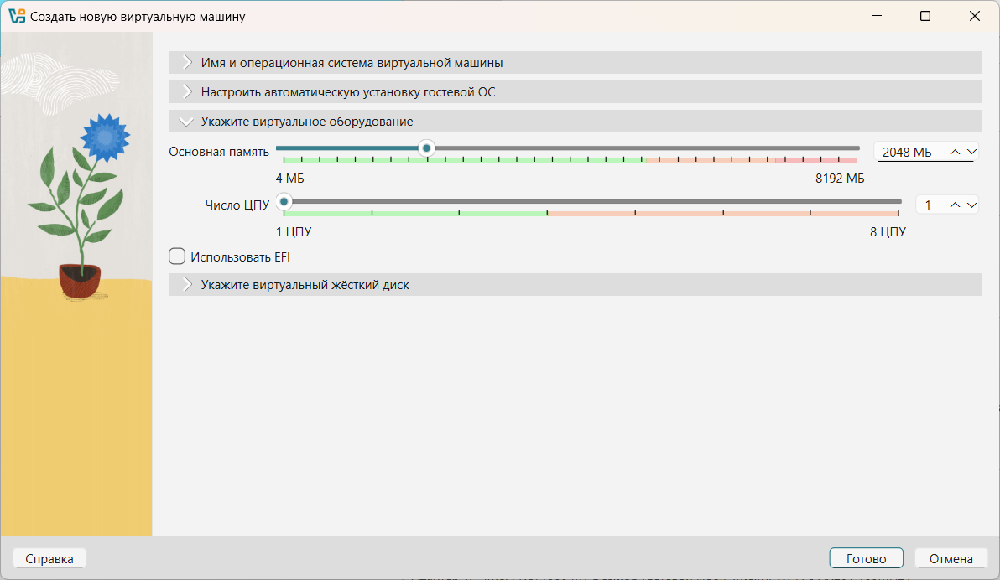 Создать новую виртуальную машину
Имя и операционная система виртуальной машины
Настроить автоматическую установку гостевой ОС
Укажите виртуальное оборудование
Основная память
2048 МБ
4 МБ
8192 МБ
Число ЦПУ
1
1 ЦПУ
8 ЦПУ
Использовать EFI
Укажите виртуальный жёсткий диск
Справка
Готово
Отмена